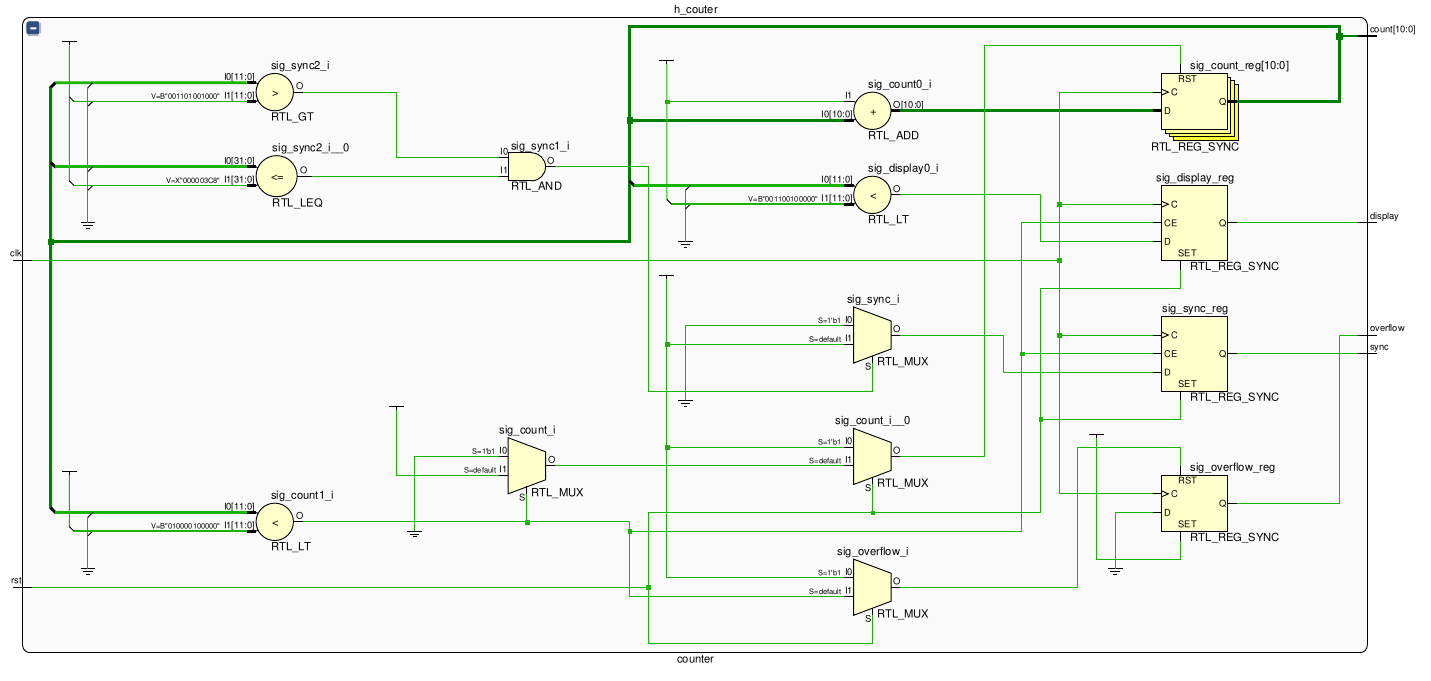 h_couter
count[10:0]
sig_sync2_i
I0[11:0]
V=B"001101001000" I1[11:0]
>
O
RTL_GT
sig_sync2_i__0
I0[31:0]
V=X"000003C8" I1[31:0]
<=
O
RTL_LEQ
sig_sync1_i
I0
I1
O
RTL_AND
sig_count0_i
I1
I0[10:0]
+
O[10:0]
RTL_ADD
sig_count_reg[10:0]
RST
C
D
Q
RTL_REG_SYNC
sig_display0_i
I0[11:0]
V=B"001100100000" I1[11:0]
<
O
RTL_LT
sig_display_reg
C
CE
D
Q
SET
RTL_REG_SYNC
display
clk
sig_sync_i
S=1'b1 I0
S=default I1
S
O
RTL_MUX
sig_sync_reg
C
CE
D
Q
SET
RTL_REG_SYNC
overflow
sync
sig_count_i
S=1'b1 I0
S=default I1
S
O
RTL_MUX
sig_count_i__0
S=1'b1 I0
S=default I1
S
O
RTL_MUX
sig_overflow_reg
RST
C
D
Q
SET
RTL_REG_SYNC
sig_count1_i
I0[11:0]
V=B"010000100000" I1[11:0]
<
O
RTL_LT
sig_overflow_i
S=1'b1 I0
S=default I1
S
O
RTL_MUX
rst
counter